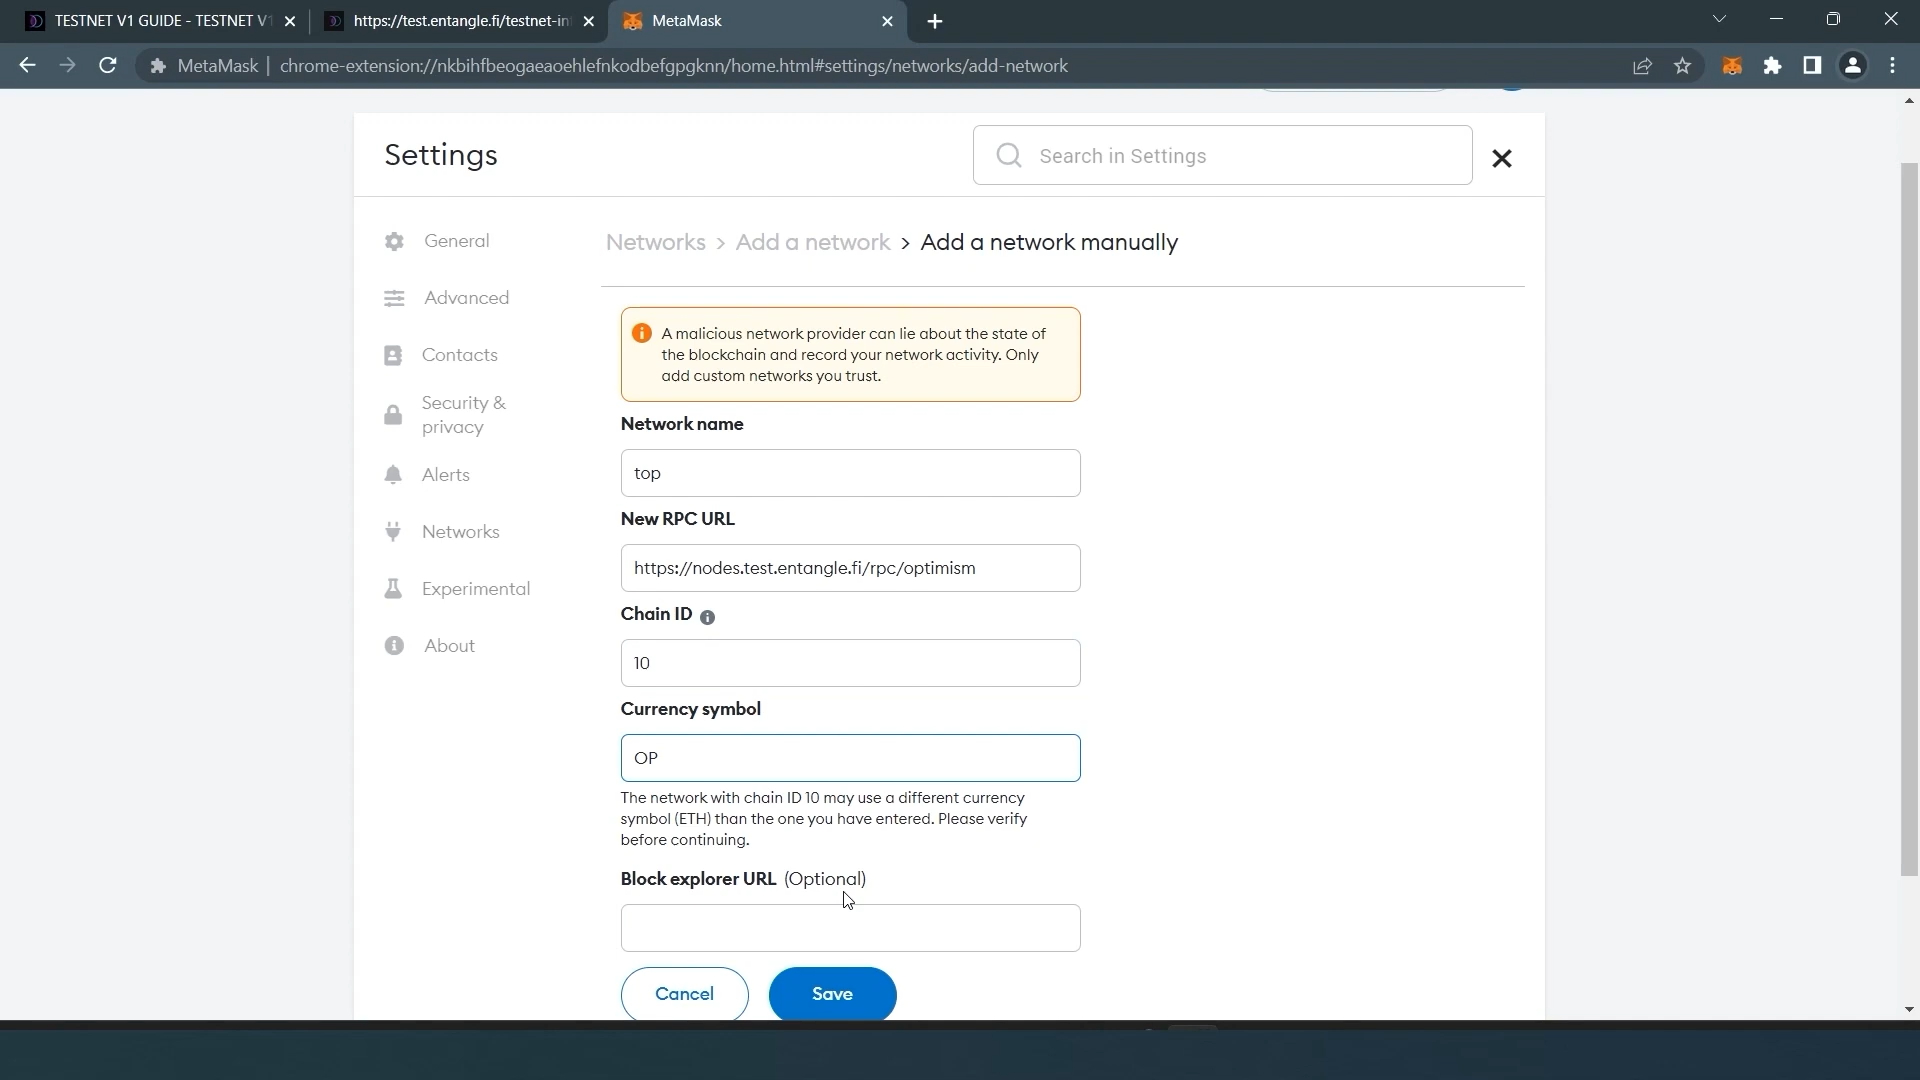 TESTNET V1 GUIDE - TESTNET V1
https://test.entangle.fi/testnet-in
MetaMask
MetaMask | chrome-extension://nkbihfbeogaeaoehlefnkodbefgpgknn/home.html#settings/networks/add-network
Settings
Search in Settings
General
Advanced
Contacts
Security &
privacy
Alerts
Networks
Experimental
About
Networks > Add a network > Add a network manually
A malicious network provider can lie about the state of
the blockchain and record your network activity. Only
add custom networks you trust.
Network name
top
New RPC URL
https://nodes.test.entangle.fi/rpc/optimism
Chain ID
10
Currency symbol
OP
The network with chain ID 10 may use a different currency
symbol (ETH) than the one you have entered. Please verify
before continuing.
Block explorer URL (Optional)
Cancel
Save